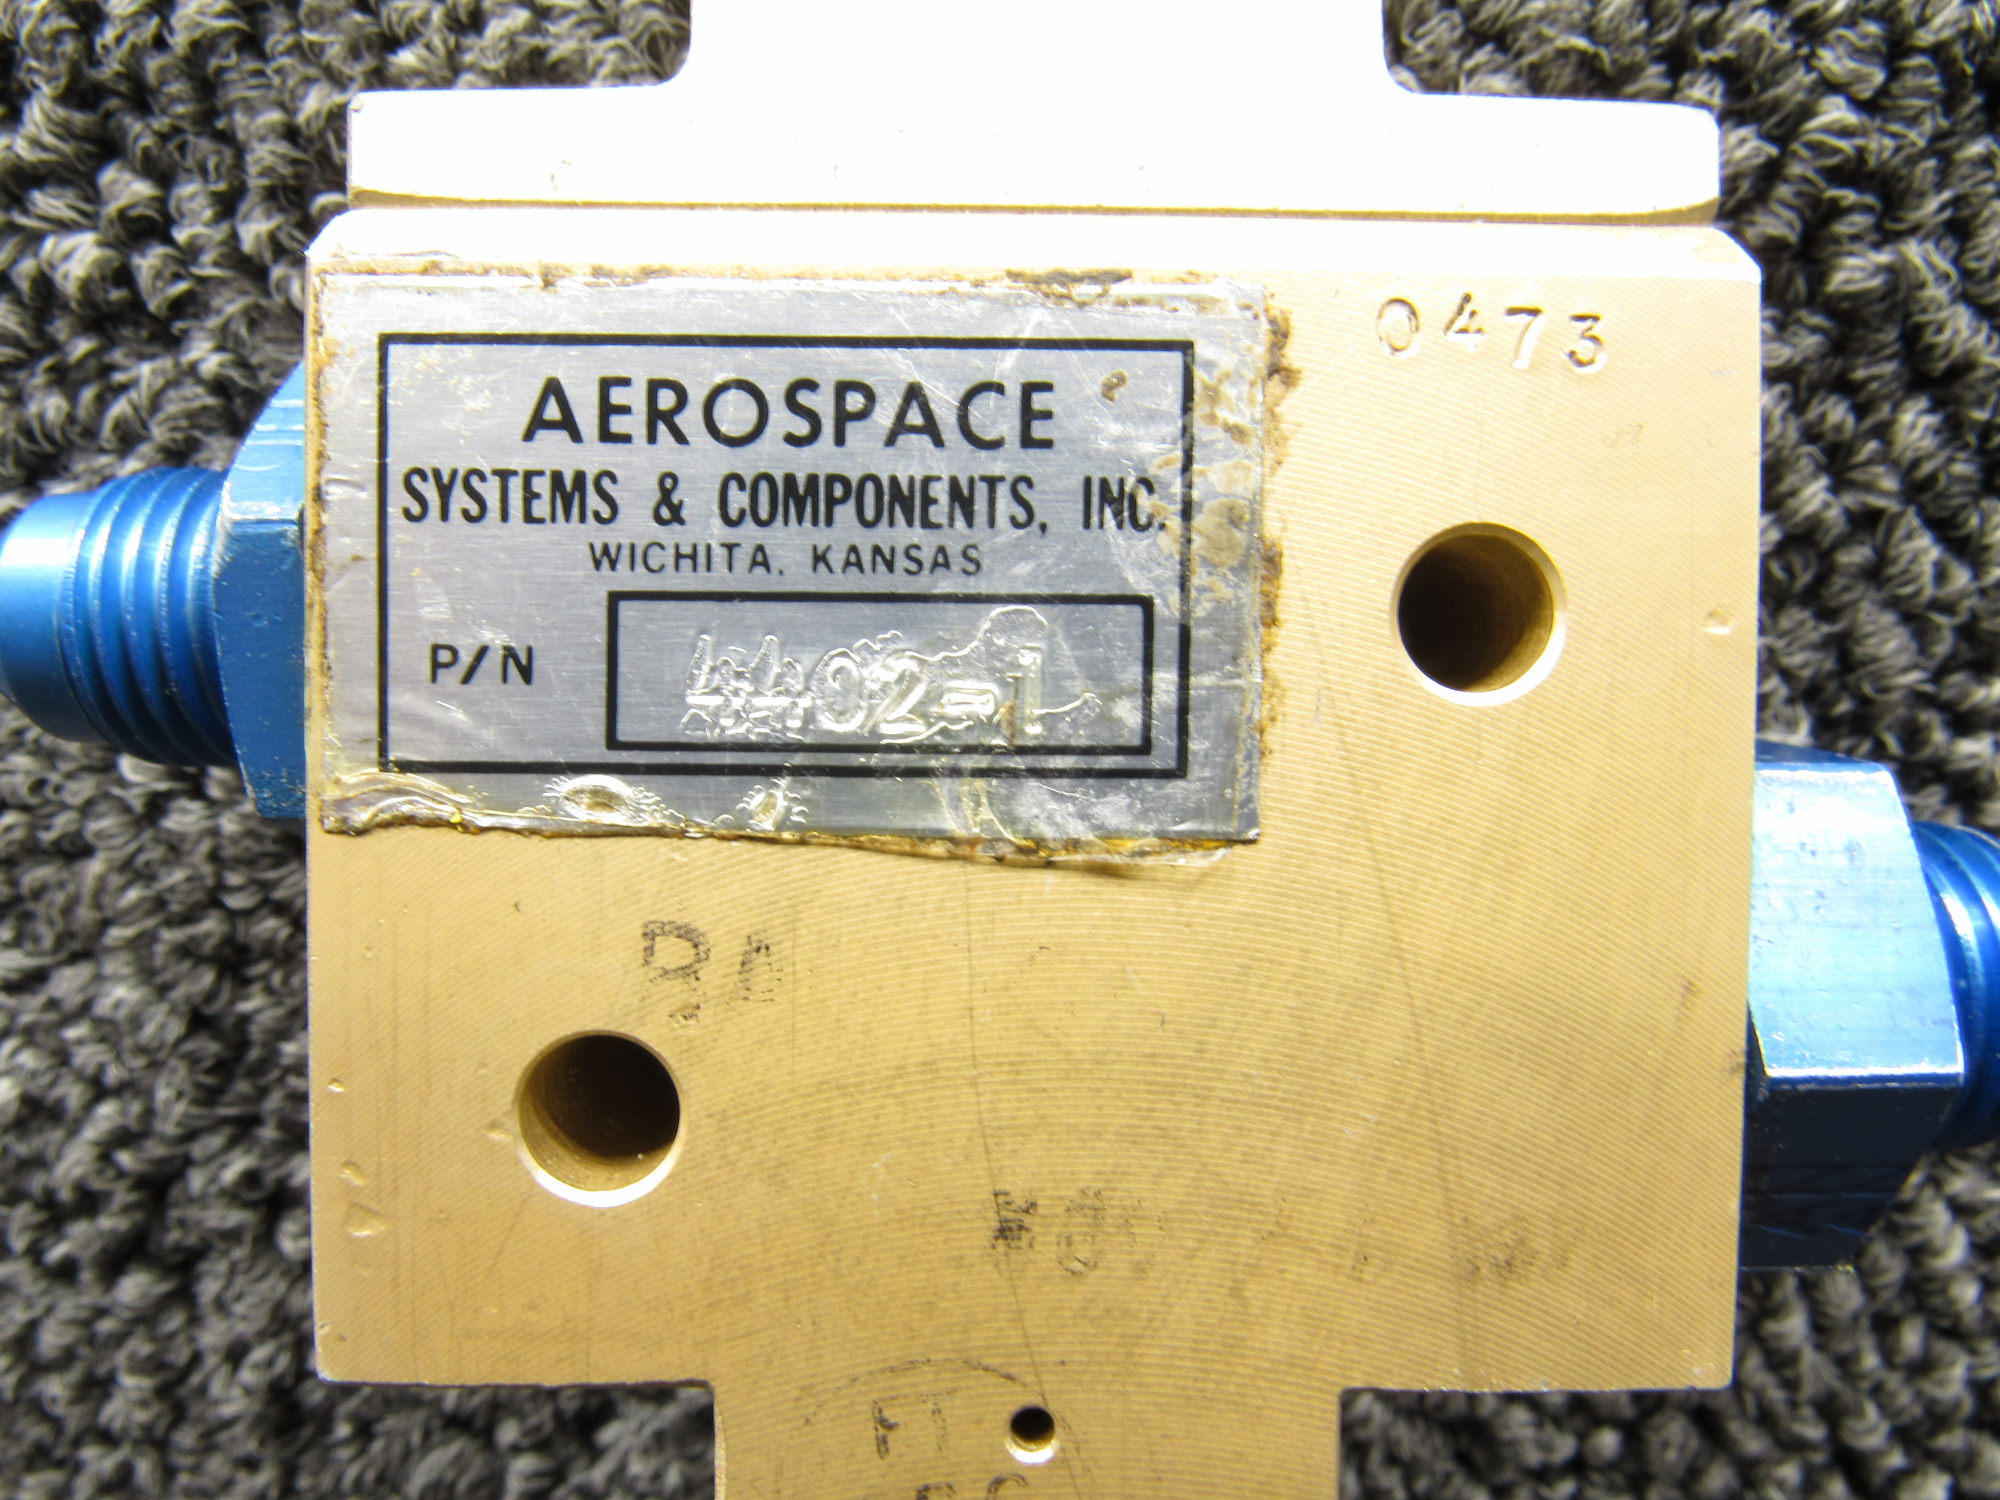 0473
AEROSPACE
SYSTEMS & COMPONENTS, INC.
WICHITA, KANSAS
P/N 4402-1